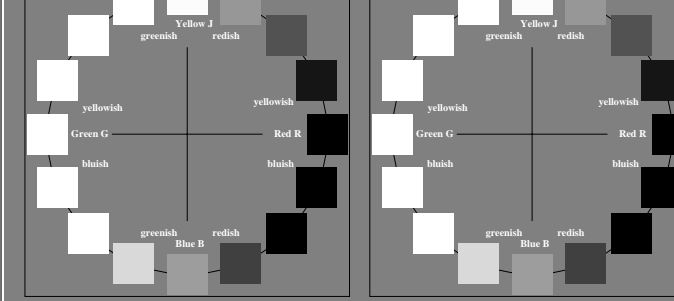 Yellow J
greenish redish
yellowish
yellowish
Green G
Red R
bluish
bluish
greenish redish
Blue B
Yellow J
greenish redish
yellowish
yellowish
Green G
Red R
bluish
bluish
greenish redish
Blue B